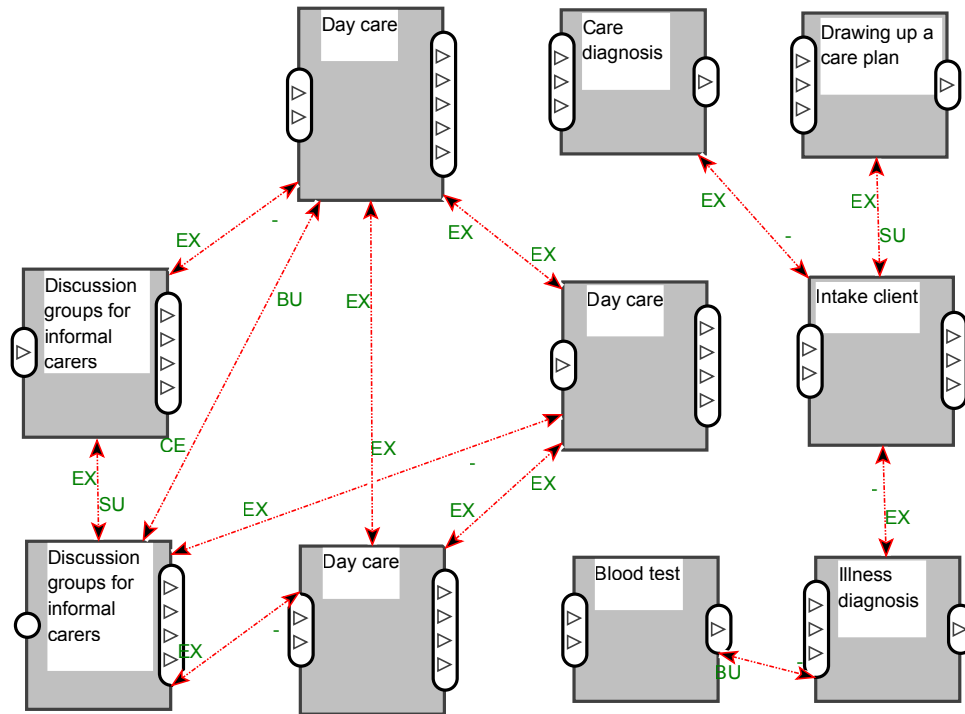 Day care
Care
diagnosis
Drawing up a
care plan
EX
-
EX
EX
EX
SU
EX
-
EX
BU
EX
Discussion
groups for
informal
carers
Day care
Intake client
CE
EX
-
EX
SU
EX
EX
EX
-
EX
Discussion
groups for
informal
carers
Day care
Blood test
Illness
diagnosis
EX
-
BU
-